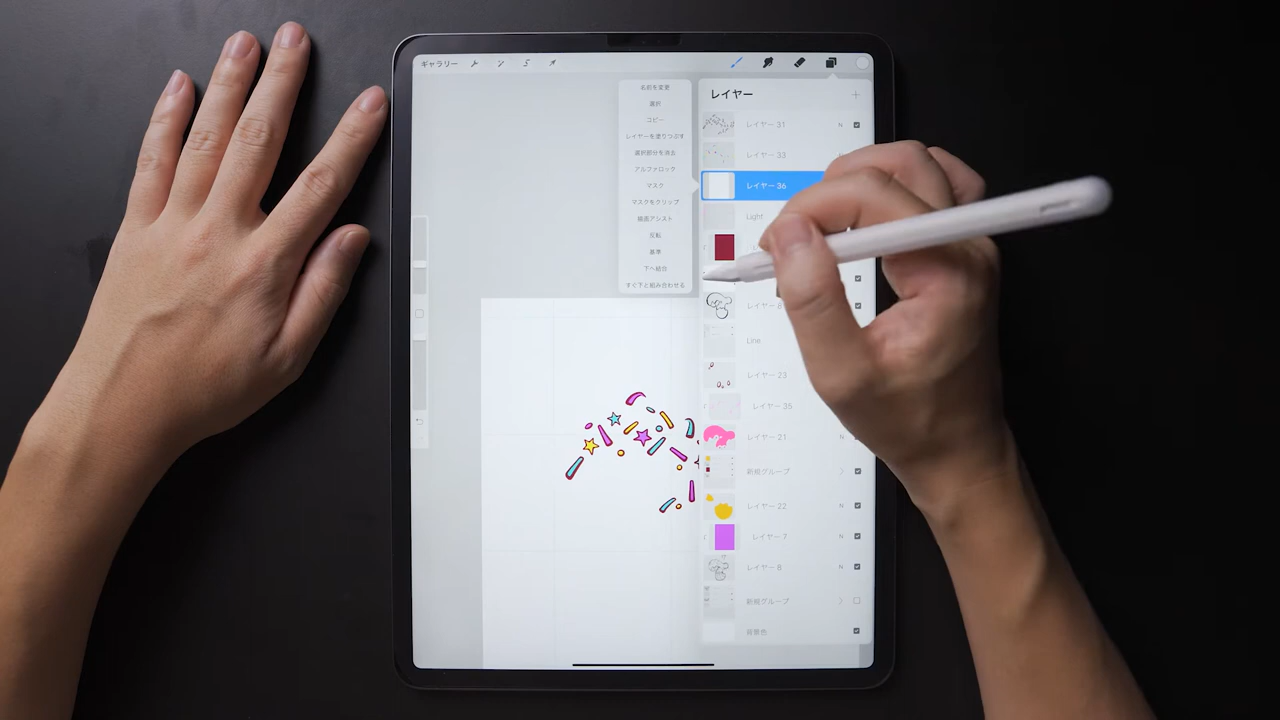 ギャラリー
名前を変更
選択
コピー
レイヤーを塗りつぶす
選択部分を消去
アルファロック
マスク
マスクをクリップ
描画アシスト
反転
基準
下へ結合
すぐ下と組み合わせる
レイヤー
レイヤー 31
N
レイヤー 33
レイヤー 36
Light
レイヤー 8
Line
レイヤー 23
レイヤー 35
レイヤー 21
新規グループ
レイヤー 22
N
レイヤー 7
N
レイヤー 6
N
新規グループ
背景色